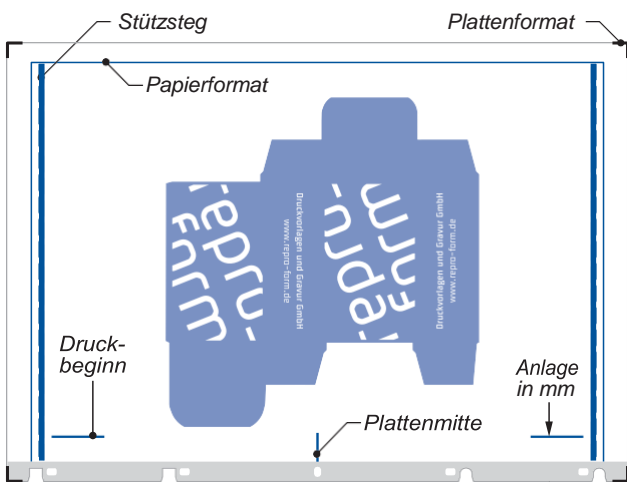 Stützsteg
Plattenformat
Papierformat
repro-
form
Druckvorlagen und Gravur GmbH
www.repro-form.de
repro-
form
Druckvorlagen und Gravur GmbH
www.repro-form.de
Druck-
beginn
Anlage
in mm
Plattenmitte